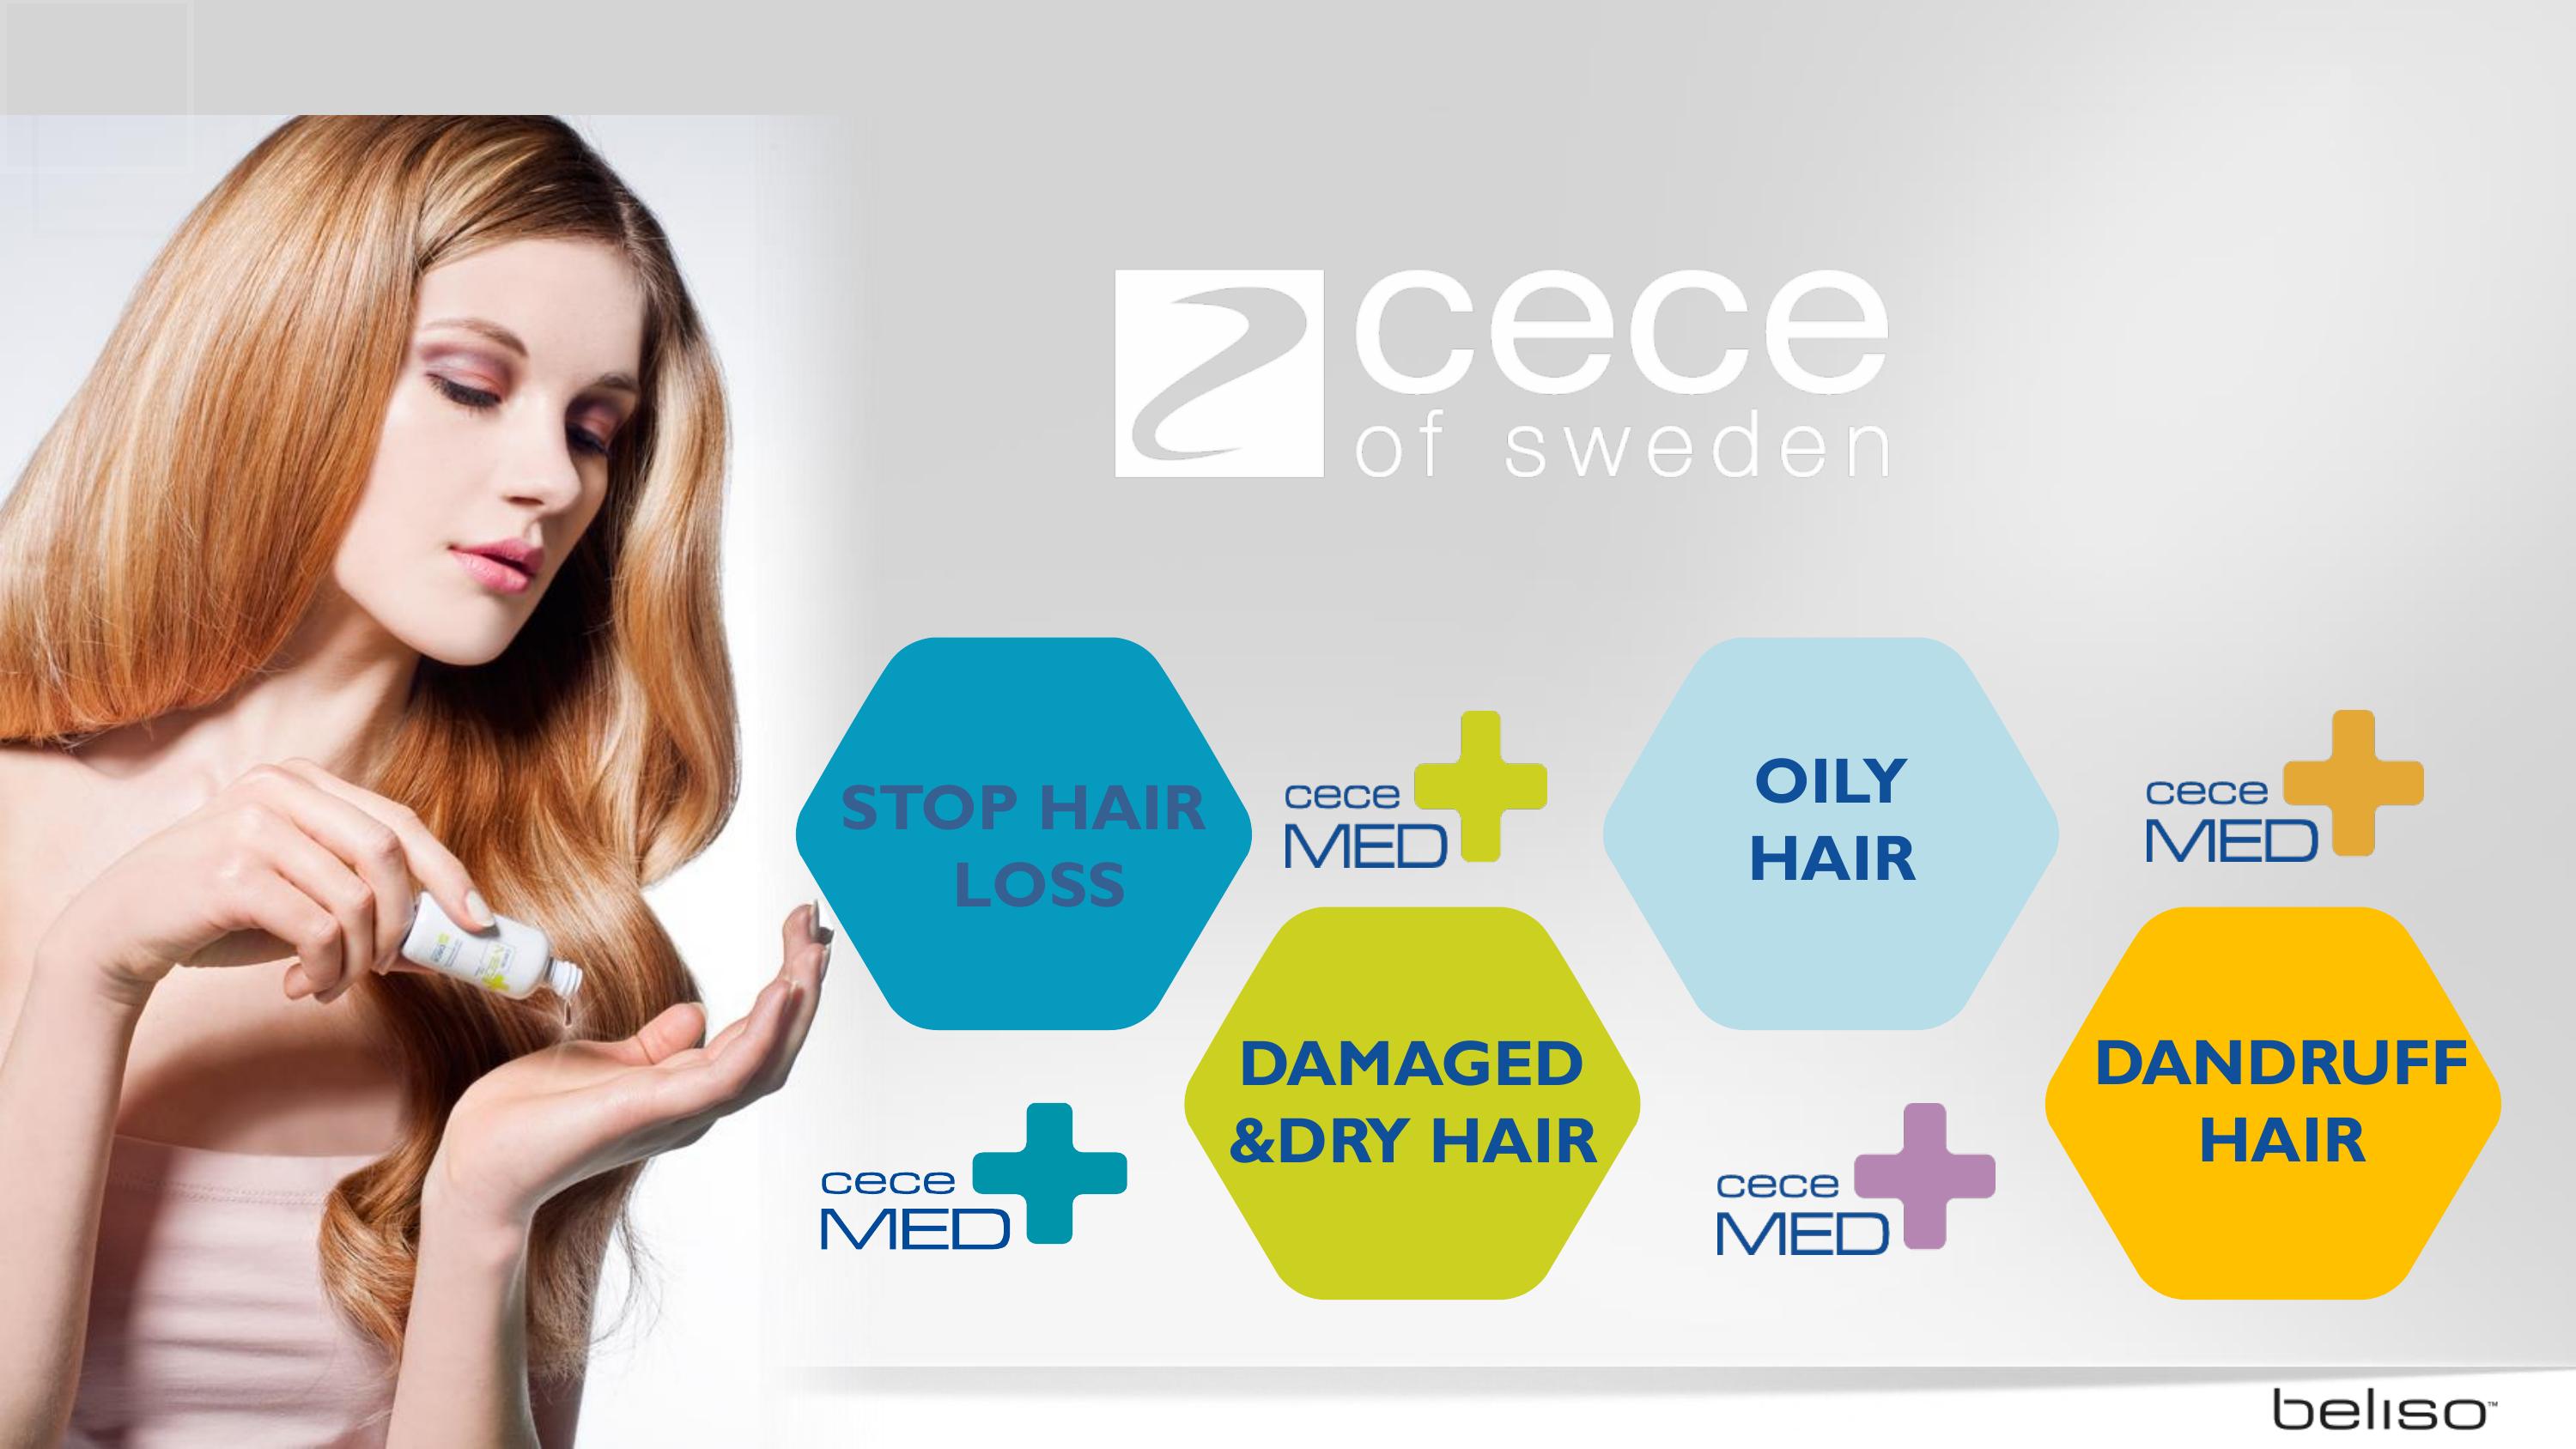 cece
of sweden
STOP HAIR
LOSS
cece
MED
OILY
HAIR
cece
MED
DAMAGED
&DRY HAIR
DANDRUFF
HAIR
cece
MED
cece
MED
beliso™